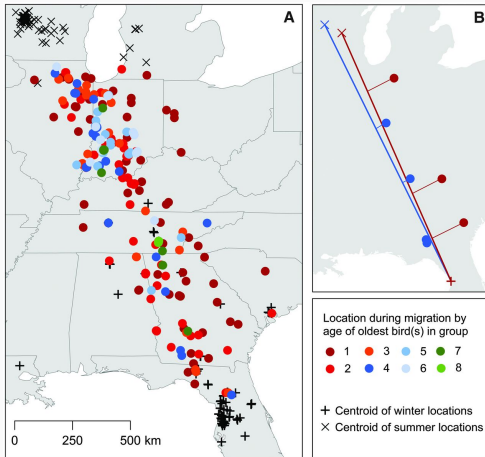 A
B
0 250 500 km
Location during migration by
age of oldest bird(s) in group
1 3 5 7
2 4 6 8
Centroid of winter locations
Centroid of summer locations